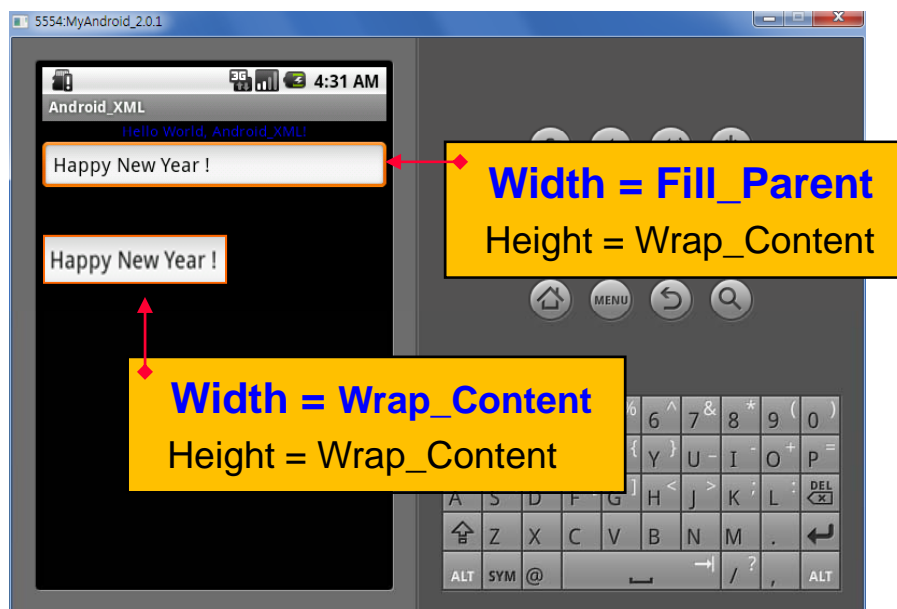 5554:MyAndroid_2.0.1
3G 4:31 AM
Android_XML
Hello World, Android_XML!
Happy New Year !
Width = Fill_Parent
Height = Wrap_Content
Happy New Year !
MENU
Width = Wrap_Content
Height = Wrap_Content
% 6 ^ 7 & 8 * 9 ( 0 )
{ Y } U - I - O + P =
A S D F G ] H < J > K ; L : DEL
Z X C V B N M .
ALT SYM @ / ? , ALT